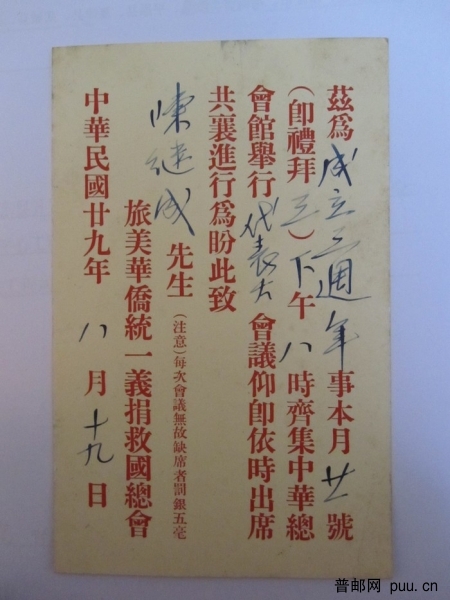 茲爲成立三週年事本月廿一號
（即禮拜三）下午八時齊集中華總
會館舉行代表大會議仰即依時出席
共襄進行爲盼此致
陳継成先生
（注意）每次會議無故缺席者罰銀五毫
旅美華僑統一義捐救國總會
中華民國廿九年八月十九日
普邮网 puu.cn